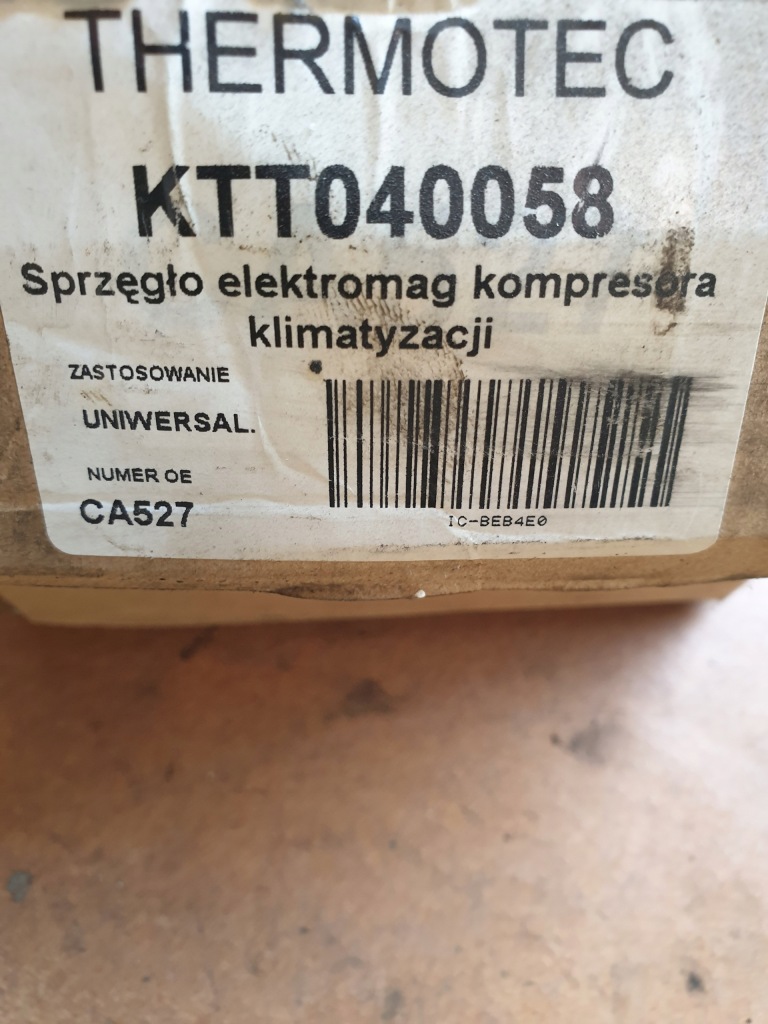 THERMOTEC
KTT040058
Sprzęgło elektromag kompresora
klimatyzacji
ZASTOSOWANIE
UNIWERSAL.
NUMER OE
CA527
IC-BEB4E0